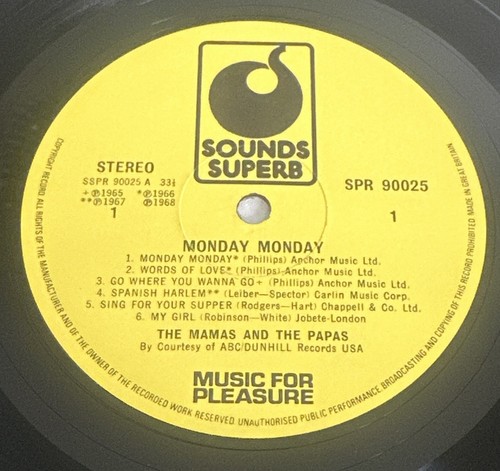 SOUNDS
SUPERB
STEREO
SSPR 90025 A 33⅓
+℗1965 *℗1966
**℗1967 ℗1968
1
SPR 90025
1
MONDAY MONDAY
1. MONDAY MONDAY* (Phillips) Anchor Music Ltd.
2. WORDS OF LOVE* (Phillips) Anchor Music Ltd.
3. GO WHERE YOU WANNA GO+ (Phillips) Anchor Music Ltd.
4. SPANISH HARLEM** (Leiber—Spector) Carlin Music Corp.
5. SING FOR YOUR SUPPER (Rodgers—Hart) Chappell & Co. Ltd.
6. MY GIRL (Robinson—White) Jobete-London
THE MAMAS AND THE PAPAS
By Courtesy of ABC/DUNHILL Records USA
MUSIC FOR
PLEASURE
COPYRIGHT RECORD ALL RIGHTS OF THE MANUFACTURER AND OF THE OWNER OF THE RECORDED WORK RESERVED. UNAUTHORISED PUBLIC PERFORMANCE BROADCASTING AND COPYING OF THIS RECORD PROHIBITED MADE IN GREAT BRITAIN.